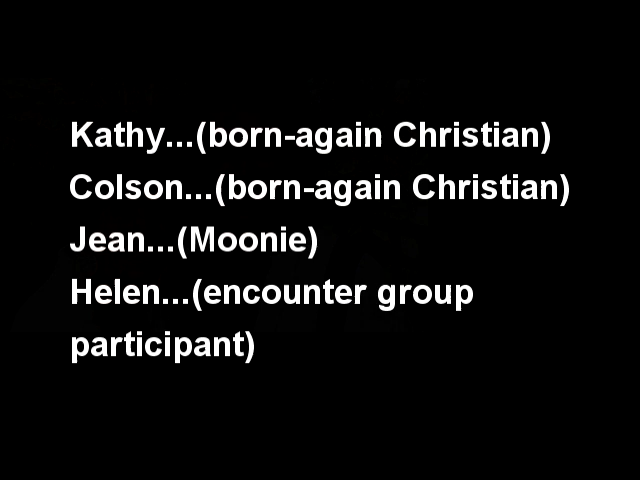 Kathy...(born-again Christian)
Colson...(born-again Christian)
Jean...(Moonie)
Helen...(encounter group
participant)